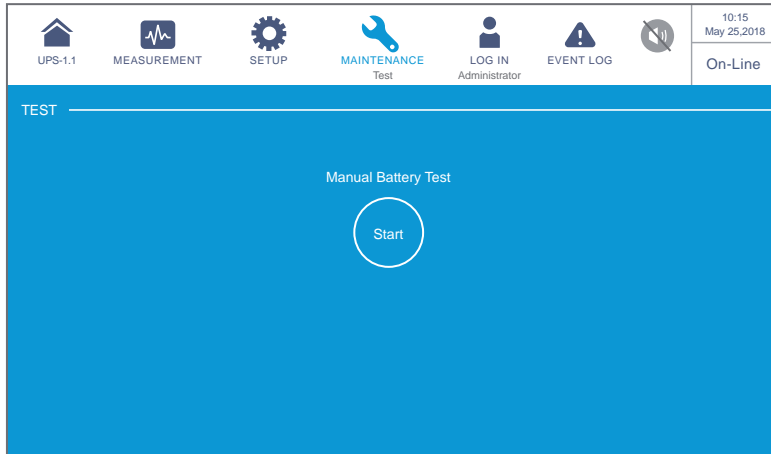 UPS-1.1
MEASUREMENT
SETUP
MAINTENANCE
Test
LOG IN
Administrator
EVENT LOG
10:15
May 25,2018
On-Line
TEST
Manual Battery Test
Start